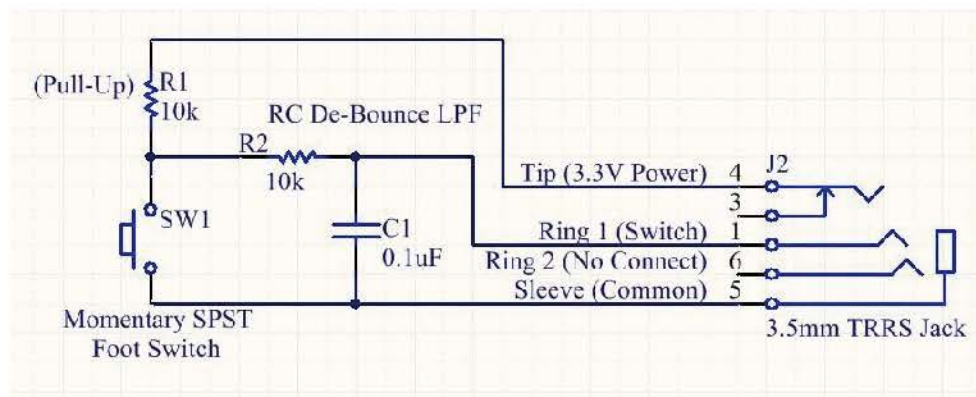 (Pull-Up)
R1
10k
RC De-Bounce LPF
R2
10k
SW1
C1
0.1uF
Momentary SPST
Foot Switch
Tip (3.3V Power) 4
3
Ring 1 (Switch) 1
Ring 2 (No Connect) 6
Sleeve (Common) 5
J2
3.5mm TRRS Jack